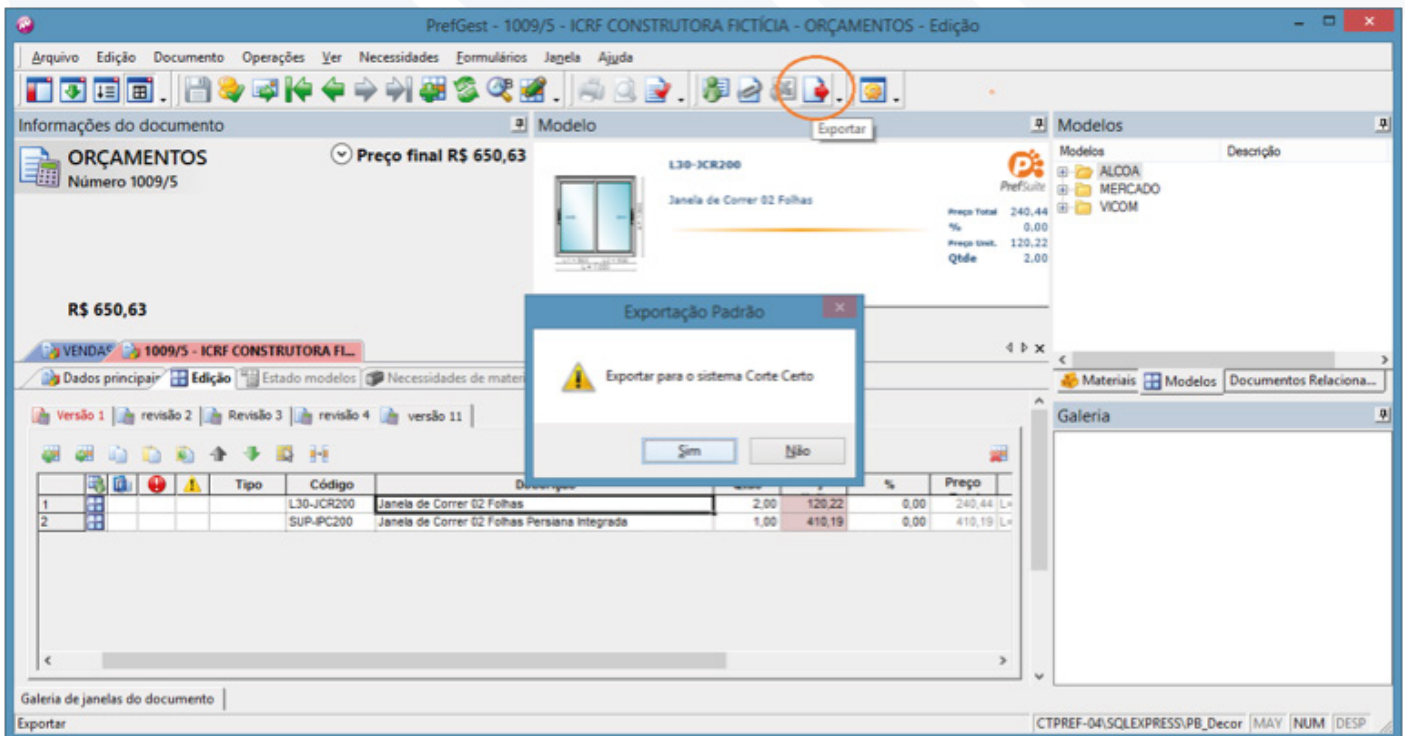 PrefGest - 1009/5 - ICRF CONSTRUTORA FICTÍCIA - ORÇAMENTOS - Edição
Arquivo Edição Documento Operações Ver Necessidades Formulários Janela Ajuda
Exportar
Informações do documento
ORÇAMENTOS
Número 1009/5
Preço final R$ 650,63
R$ 650,63
Modelo
L30-JCR200
Janela de Correr 02 Folhas
PrefSuite
Preço Total 240,44
% 0.00
Preço Unit. 120,22
Qtde 2,00
Modelos
Modelos Descrição
ALCOA
MERCADO
VICOM
Materiais Modelos Documentos Relaciona...
Galeria
VENDAS 1009/5 - ICRF CONSTRUTORA FI...
Dados principais Edição Estado modelos Necessidades de materi
Versão 1 revisão 2 Revisão 3 revisão 4 versão 11
Exportação Padrão
Exportar para o sistema Corte Certo
Sim Não
Tipo Código % Preço
1 L30-JCR200 Janela de Correr 02 Folhas 2,00 120,22 0,00 240,44
2 SUP-IPC200 Janela de Correr 02 Folhas Persiana Integrada 1,00 410,19 0,00 410,19
Galeria de janelas do documento
Exportar
CTPREF-04\SQLEXPRESS\PB_Decor MAY NUM DESP